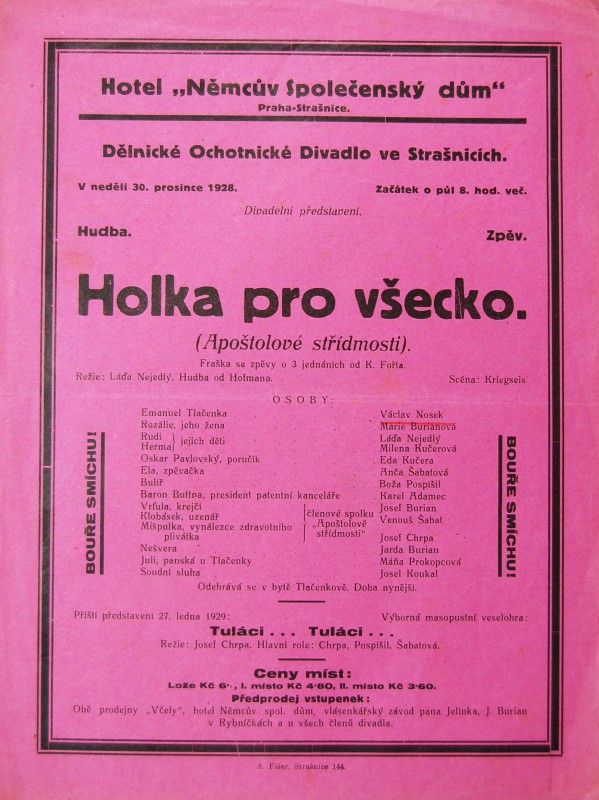 Hotel „Němcův Společenský dům“
Praha-Strašnice.
Dělnické Ochotnické Divadlo ve Strašnicích.
V neděli 30. prosince 1928. Začátek o půl 8. hod. več.
Divadelní představení.
Hudba. Zpěv.
Holka pro všecko.
(Apoštolové střídmosti).
Fraška se zpěvy o 3 jednáních od K. Fořta.
Režie: Láďa Nejedlý. Hudba od Hofmana. Scéna: Kriegseis
OSOBY:
BOUŘE SMÍCHU!
Emanuel Tlačenka Václav Nosek
Rozálie, jeho žena Marie Burianová
Rudi Láďa Nejedlý
Herma } jejich děti Milena Kučerová
Oskar Pavlovský, poručík Eda Kučera
Ela, zpěvačka Anča Šabatová
Bulíř Boža Pospíšil
Baron Buttna, president patentní kanceláře Karel Adamec
Vrťula, krejčí Josef Burian
Klobásek, uzenář Venouš Šabat
Mišpulka, vynálezce zdravotního plivátka Josef Chrpa
členové spolku „Apoštolové střídmosti“
Nešvera Jarda Burian
Juli, panská u Tlačenky Máňa Prokopcová
Soudní sluha Josef Koukal
BOUŘE SMÍCHU!
Odehrává se v bytě Tlačenkově. Doba nynější.
Příští představení 27. ledna 1929: Výborná masopustní veselohra:
Tuláci . . . Tuláci . . .
Režie: Josef Chrpa. Hlavní role: Chrpa, Pospíšil, Šabatová.
Ceny míst:
Lože Kč 6·-, I. místo Kč 4·80, II. místo Kč 3·60.
Předprodej vstupenek:
Obě prodejny „Včely“, hotel Němcův spol. dům, vlásenkářský závod pana Jelínka, J. Burian
v Rybníčkách a u všech členů divadla.
A. Fišer, Strašnice 144.